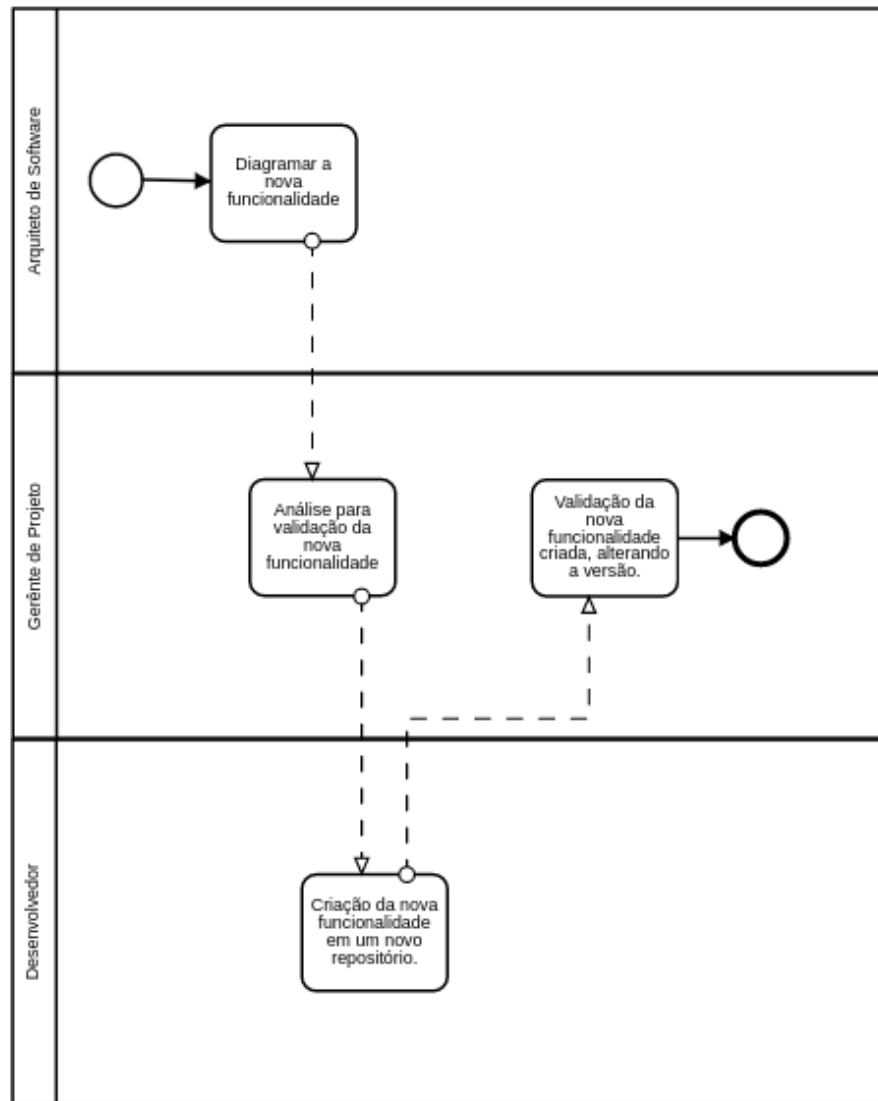 Arquiteto de Software
Diagramar a
nova
funcionalidade
Gerênte de Projeto
Análise para
validação da
nova
funcionalidade
Validação da
nova
funcionalidade
criada, alterando
a versão.
Desenvolvedor
Criação da nova
funcionalidade
em um novo
repositório.